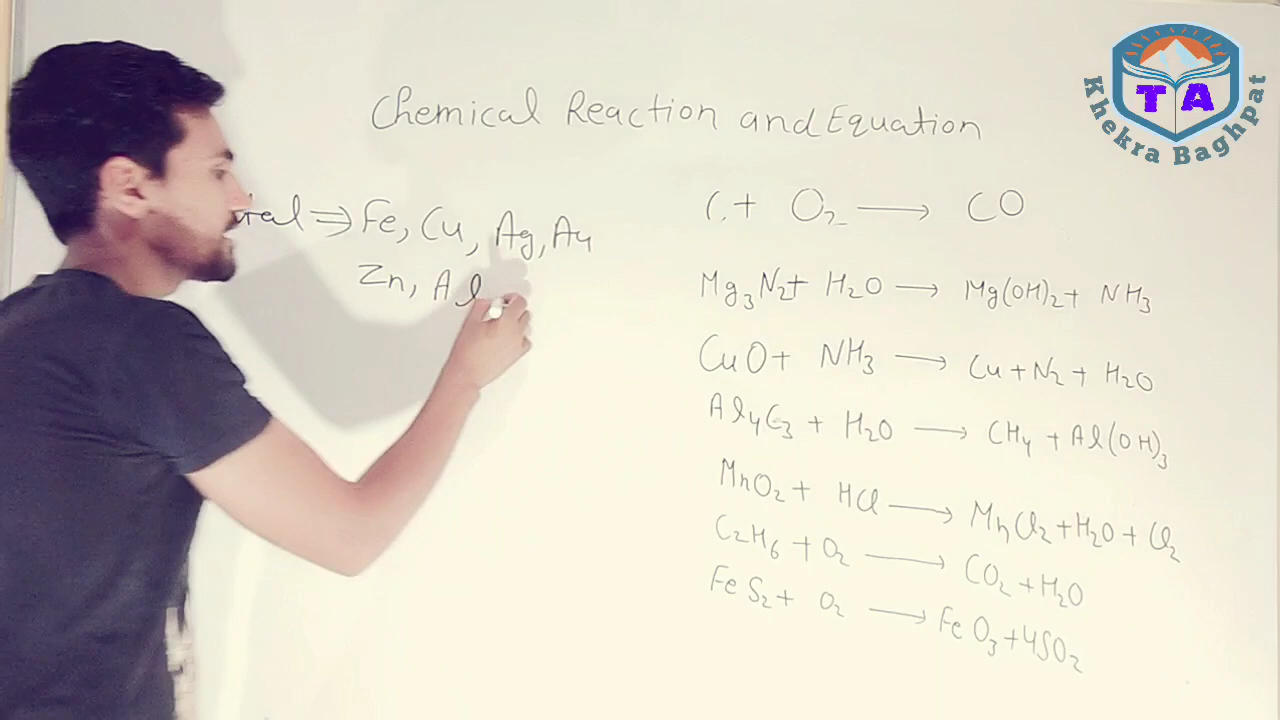 Chemical Reaction and Equation
⇒ Fe, Cu, Ag, Au
Zn, Al
C + O2 ⟶ CO
Mg3N2 + H2O ⟶ Mg(OH)2 + NH3
CuO + NH3 ⟶ Cu + N2 + H2O
Al4C3 + H2O ⟶ CH4 + Al(OH)3
MnO2 + HCl ⟶ MnCl2 + H2O + Cl2
C2H6 + O2 ⟶ CO2 + H2O
FeS2 + O2 ⟶ FeO3 + 4SO2
TA
Khekra Baghpat